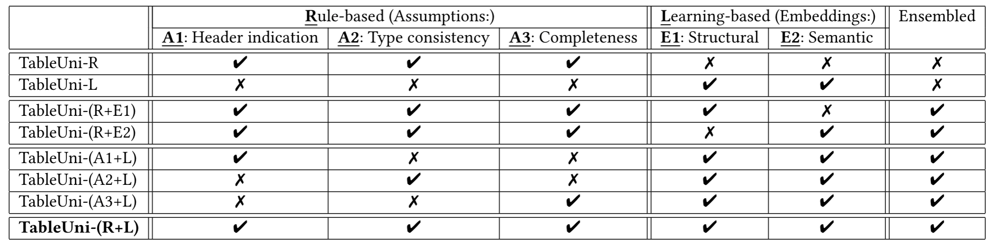 Rule-based (Assumptions:) Learning-based (Embeddings:) Ensembled
A1: Header indication A2: Type consistency A3: Completeness E1: Structural E2: Semantic
TableUni-R ✔ ✔ ✔ ✗ ✗ ✗
TableUni-L ✗ ✗ ✗ ✔ ✔ ✗
TableUni-(R+E1) ✔ ✔ ✔ ✔ ✗ ✔
TableUni-(R+E2) ✔ ✔ ✔ ✗ ✔ ✔
TableUni-(A1+L) ✔ ✗ ✗ ✔ ✔ ✔
TableUni-(A2+L) ✗ ✔ ✗ ✔ ✔ ✔
TableUni-(A3+L) ✗ ✗ ✔ ✔ ✔ ✔
TableUni-(R+L) ✔ ✔ ✔ ✔ ✔ ✔